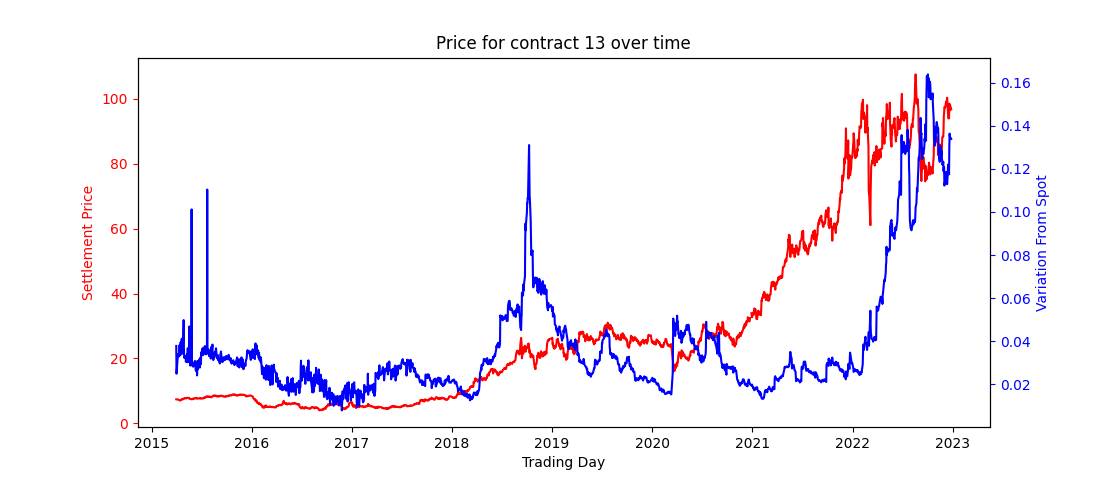 Price for contract 13 over time
100
80
60
40
20
0
Settlement Price
0.16
0.14
0.12
0.10
0.08
0.06
0.04
0.02
Variation From Spot
2015 2016 2017 2018 2019 2020 2021 2022 2023
Trading Day